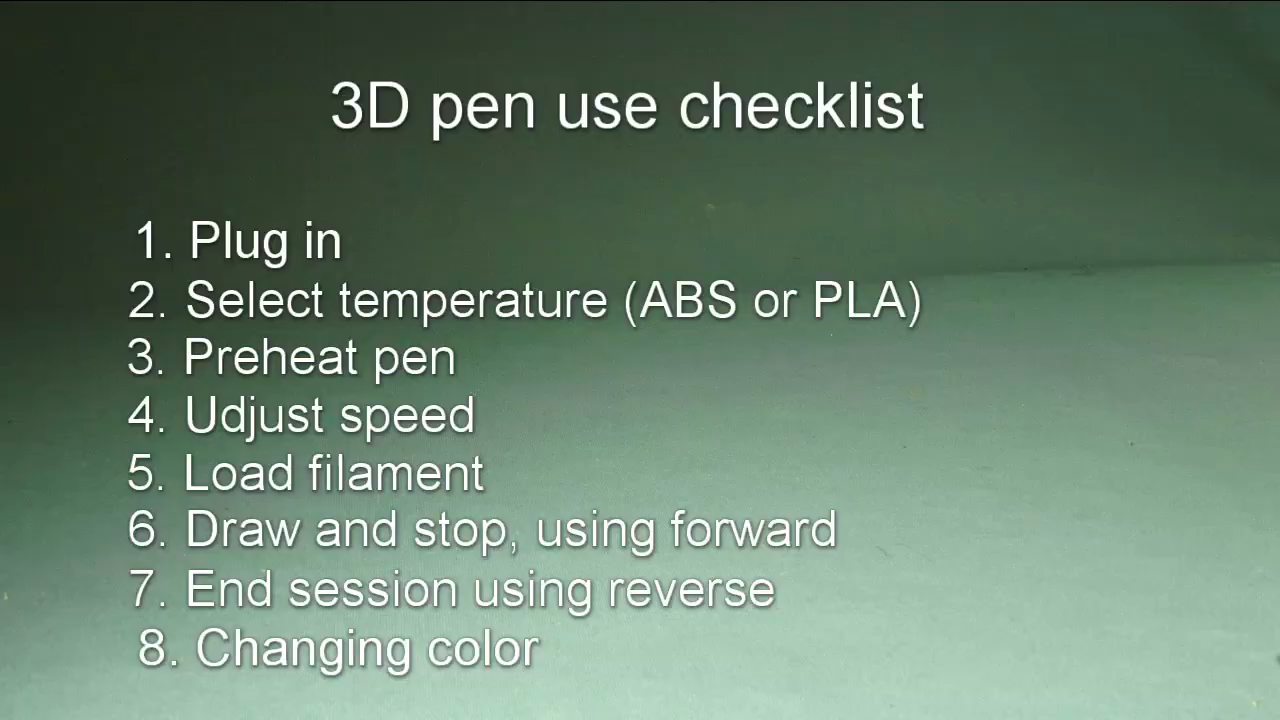 3D pen use checklist
1. Plug in
2. Select temperature (ABS or PLA)
3. Preheat pen
4. Udjust speed
5. Load filament
6. Draw and stop, using forward
7. End session using reverse
8. Changing color